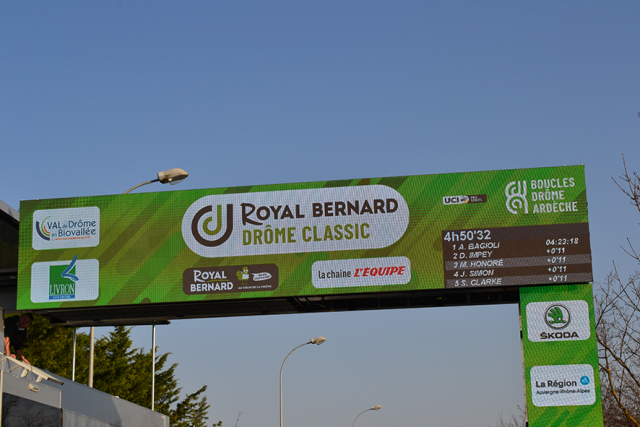 VAL de DRÔME
en Biovallée
LIVRON
ROYAL BERNARD
DRÔME CLASSIC
ROYAL
BERNARD
la chaine L'ÉQUIPE
UCI
BOUCLES
DRÔME
ARDÈCHE
4h50'32
1 A. BAGIOLI 04:23:18
2 D. IMPEY +0'11
3 M. HONORÉ +0'11
4 J. SIMON +0'11
5 S. CLARKE +0'11
ŠKODA
La Région
Auvergne-Rhône-Alpes